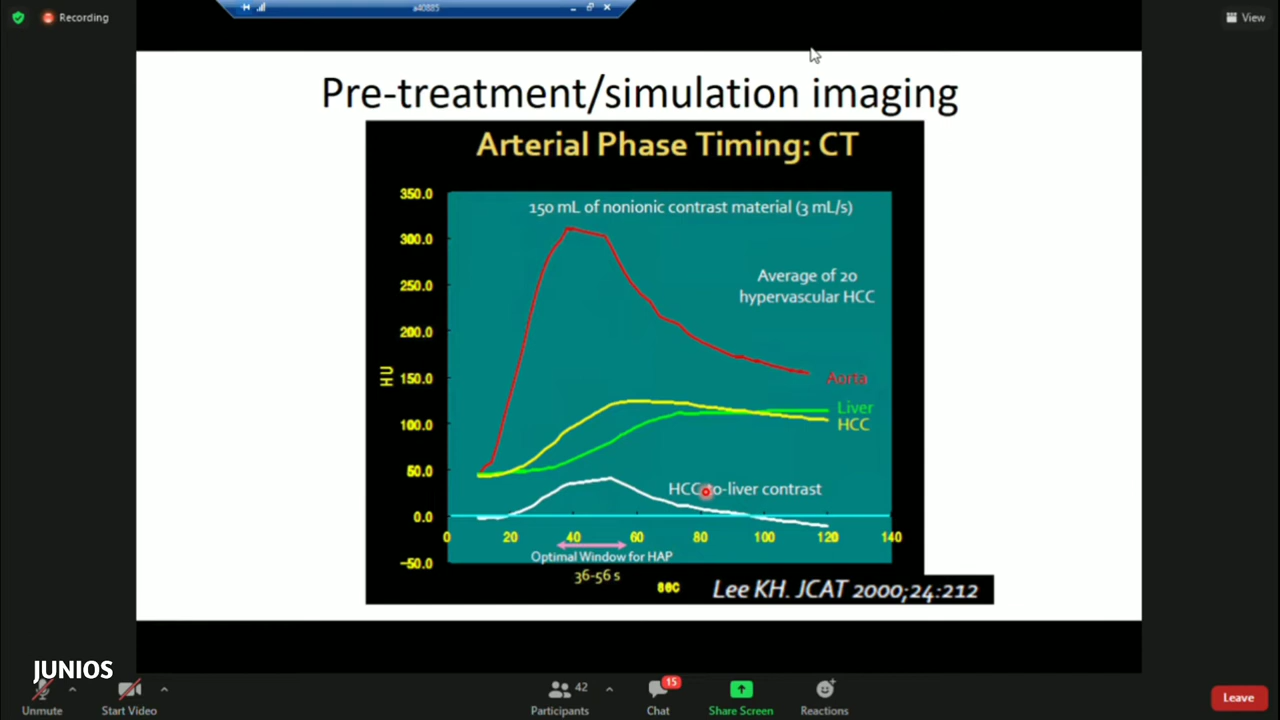 Recording
a40885
View
Pre-treatment/simulation imaging
Arterial Phase Timing: CT
350.0
300.0
250.0
200.0
150.0
100.0
50.0
0.0
-50.0
HU
150 mL of nonionic contrast material (3 mL/s)
Average of 20
hypervascular HCC
Aorta
Liver
HCC
HCC-to-liver contrast
0 20 40 60 80 100 120 140
Optimal Window for HAP
36-56 s
sec
Lee KH. JCAT 2000;24:212
JUNIOS
Unmute
Start Video
42
Participants
15
Chat
Share Screen
Reactions
Leave